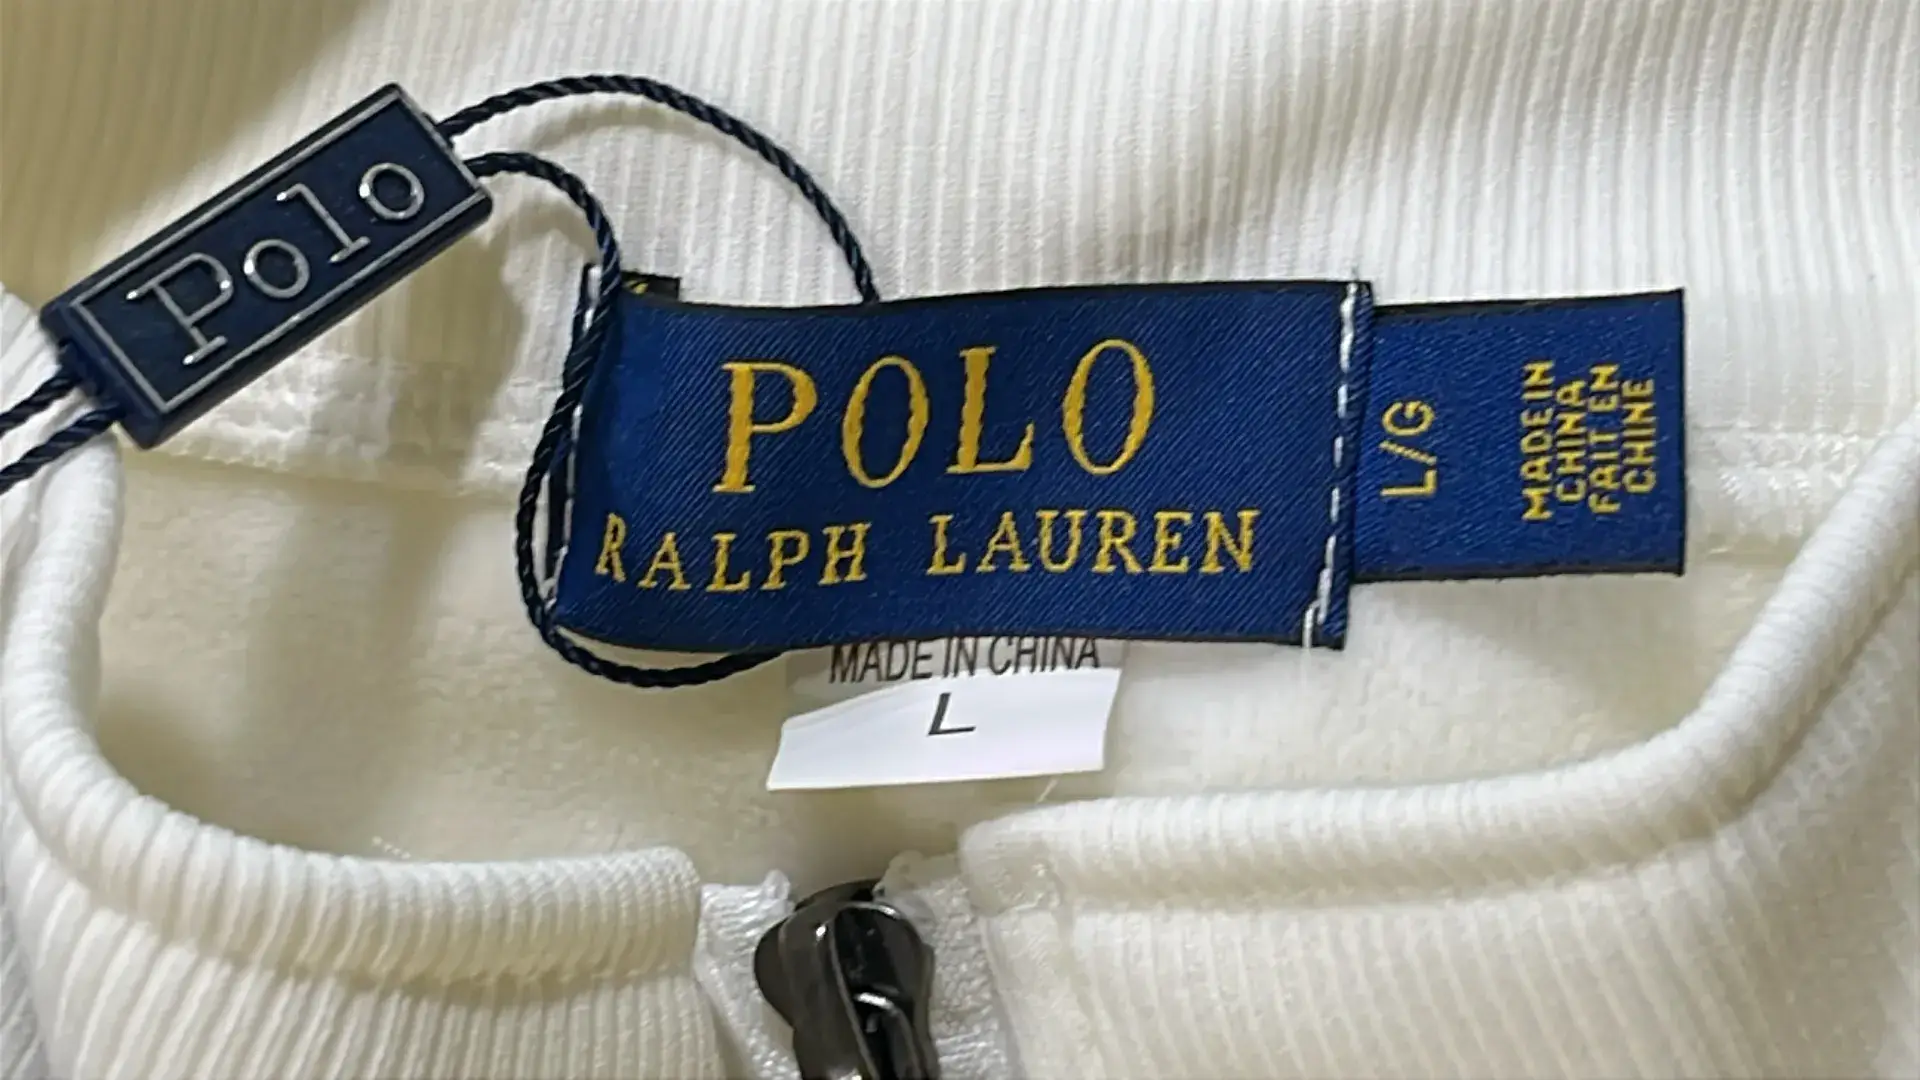 Polo
POLO
RALPH LAUREN
L/G
MADE IN
CHINA
FAIT EN
CHINE
MADE IN CHINA
L